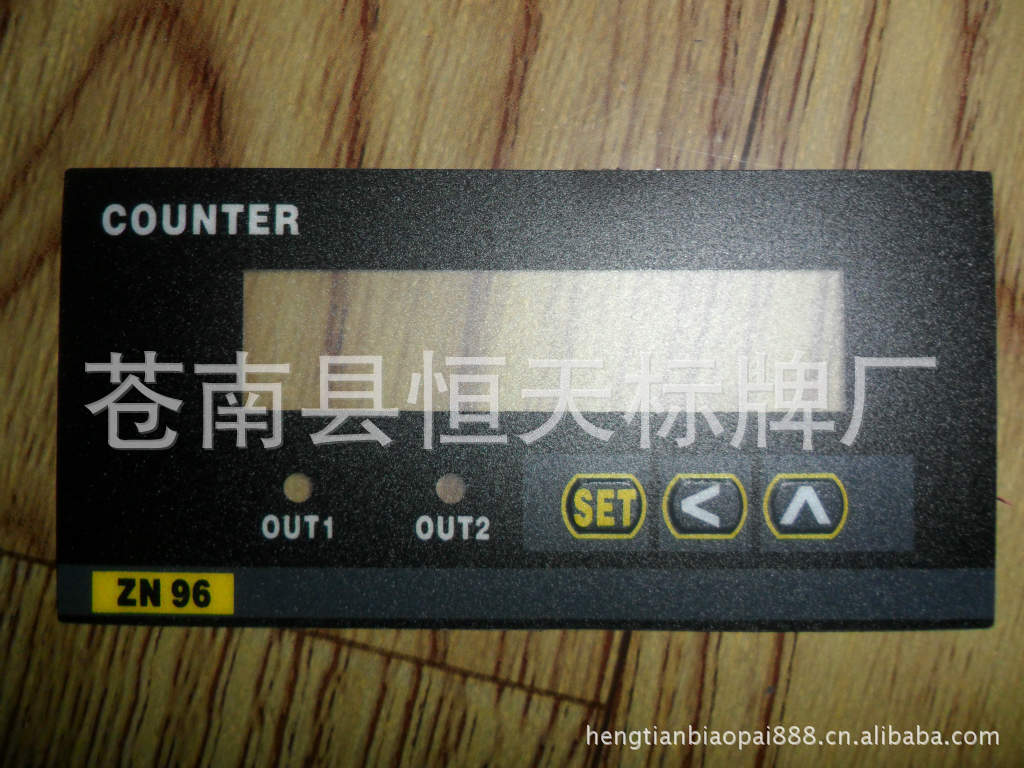 COUNTER
苍南县恒天标牌厂
SET < ∧
OUT1 OUT2
ZN 96
hengtianbiaopai888.cn.alibaba.com